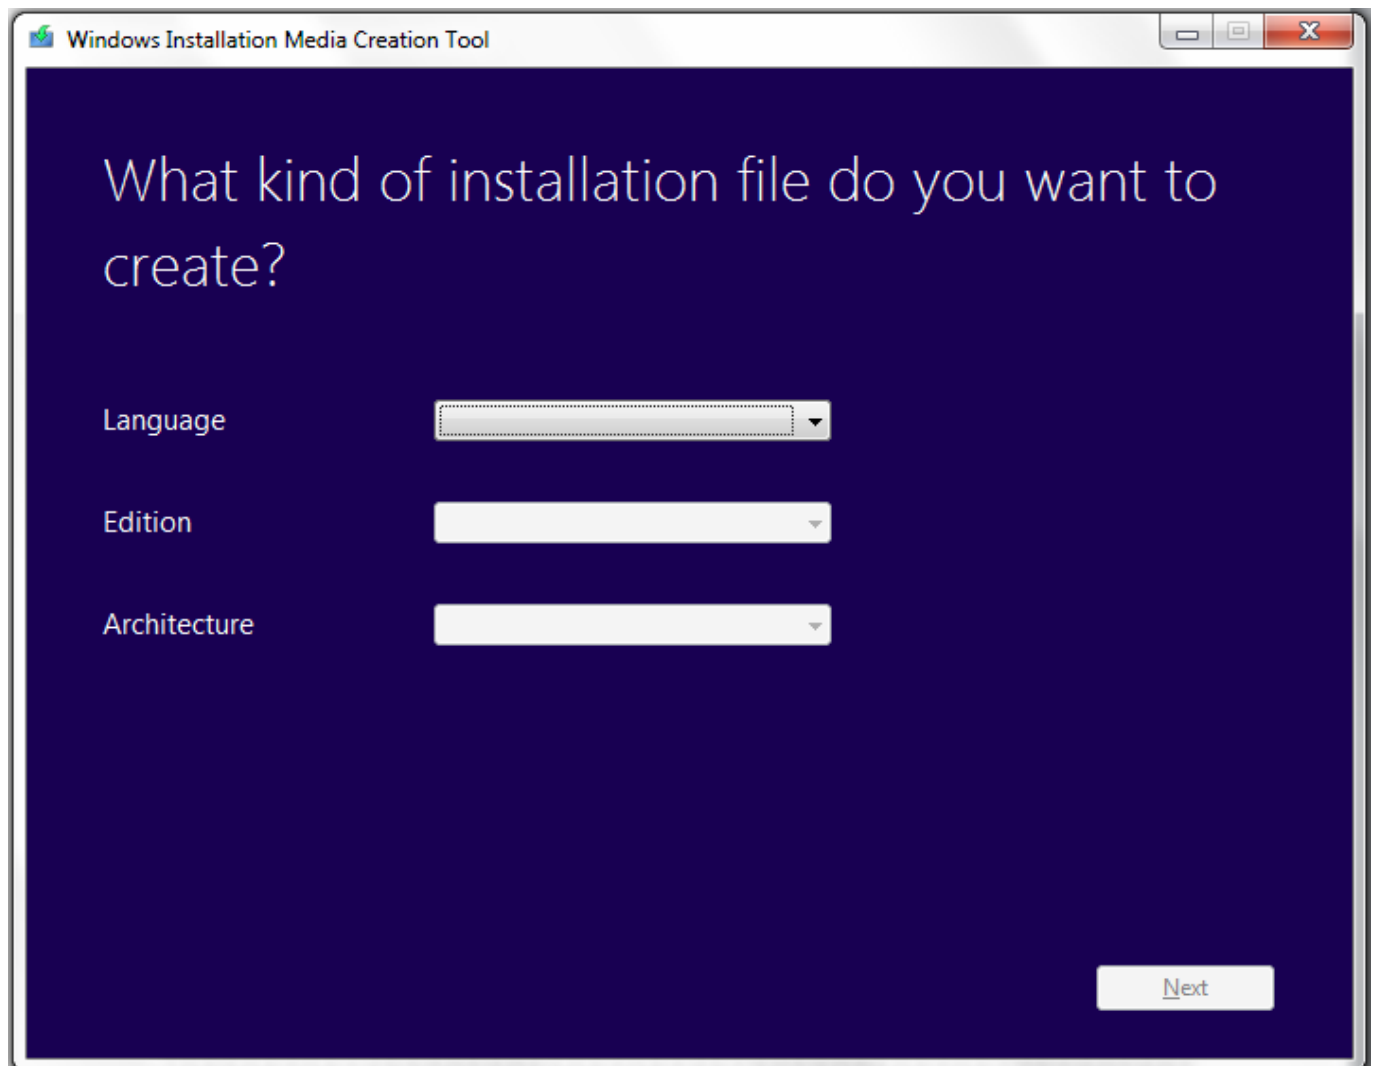 Windows Installation Media Creation Tool
What kind of installation file do you want to
create?
Language
Edition
Architecture
Next